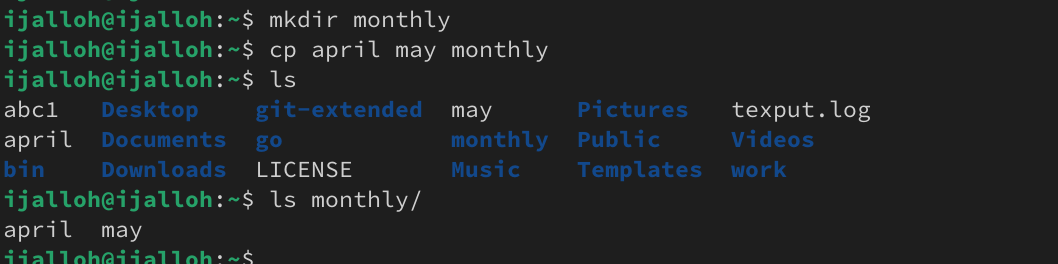 ijalloh@ijalloh:~$ mkdir monthly
ijalloh@ijalloh:~$ cp april may monthly
ijalloh@ijalloh:~$ ls
abc1 Desktop git-extended may Pictures texput.log
april Documents go monthly Public Videos
bin Downloads LICENSE Music Templates work
ijalloh@ijalloh:~$ ls monthly/
april may
ijalloh@ijalloh:~$